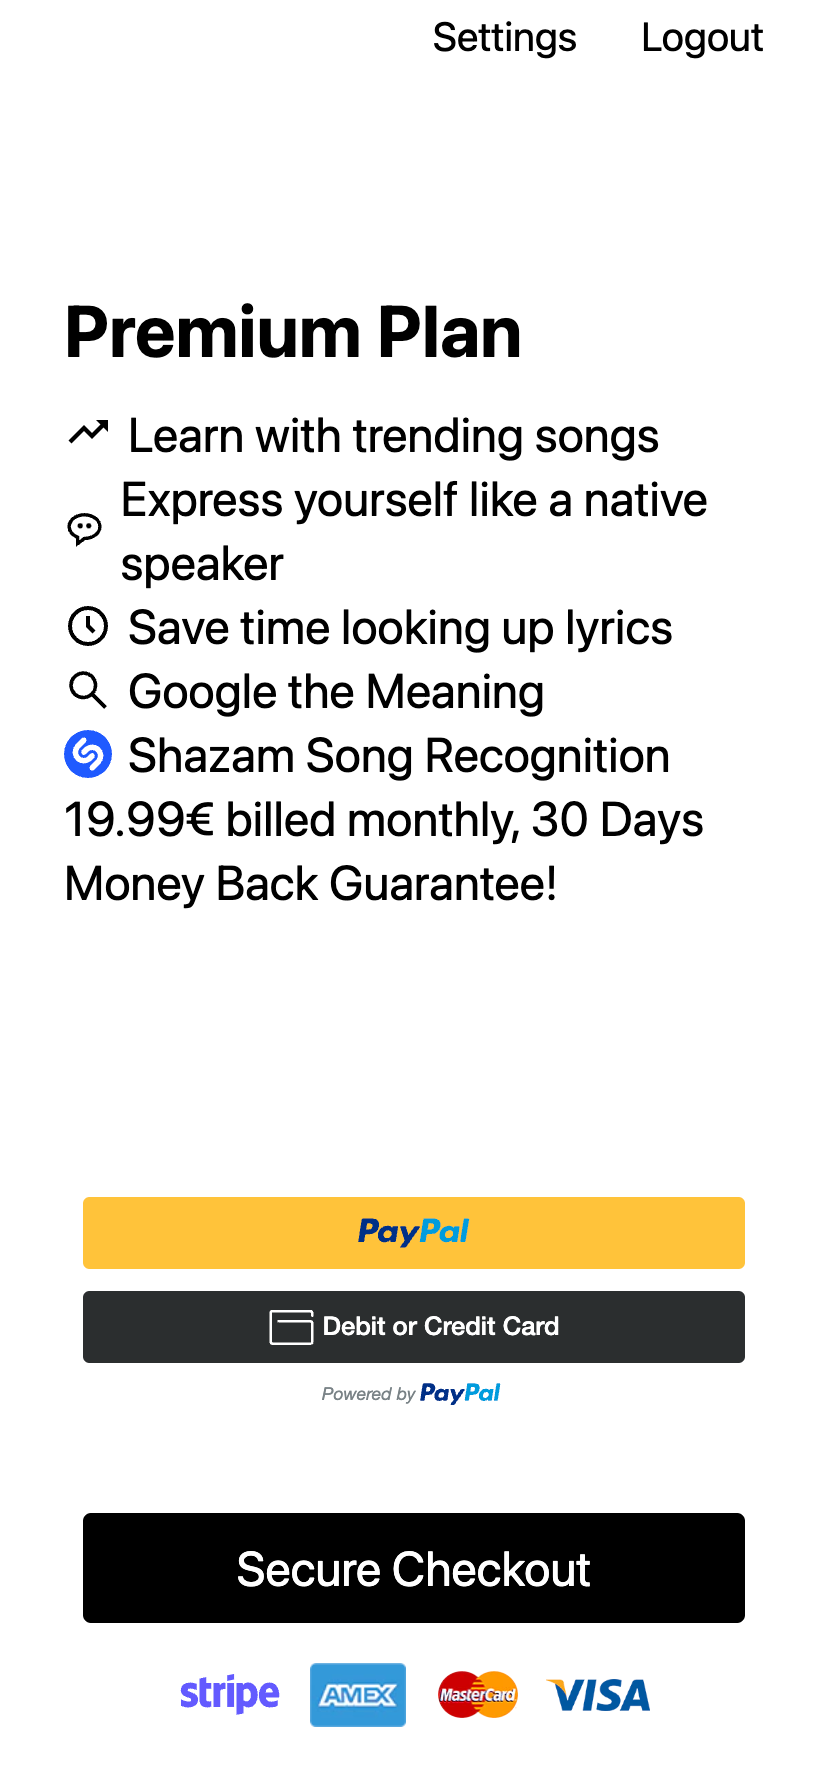 Settings Logout
Premium Plan
Learn with trending songs
Express yourself like a native
speaker
Save time looking up lyrics
Google the Meaning
Shazam Song Recognition
19.99€ billed monthly, 30 Days
Money Back Guarantee!
PayPal
Debit or Credit Card
Powered by PayPal
Secure Checkout
stripe AMEX MasterCard VISA